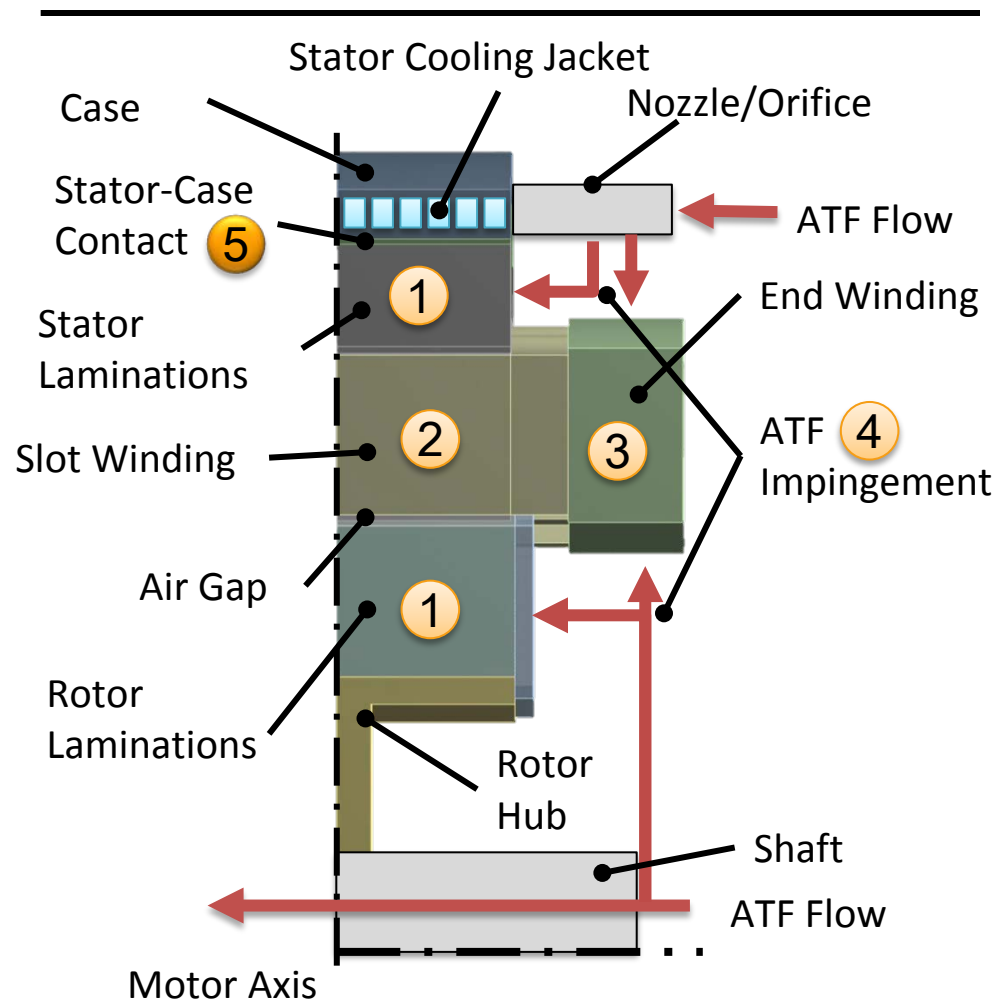 Stator Cooling Jacket
Case
Nozzle/Orifice
Stator-Case
Contact 5
ATF Flow
1
End Winding
Stator
Laminations
Slot Winding
2
3
ATF 4
Impingement
Air Gap
1
Rotor
Laminations
Rotor
Hub
Shaft
ATF Flow
Motor Axis